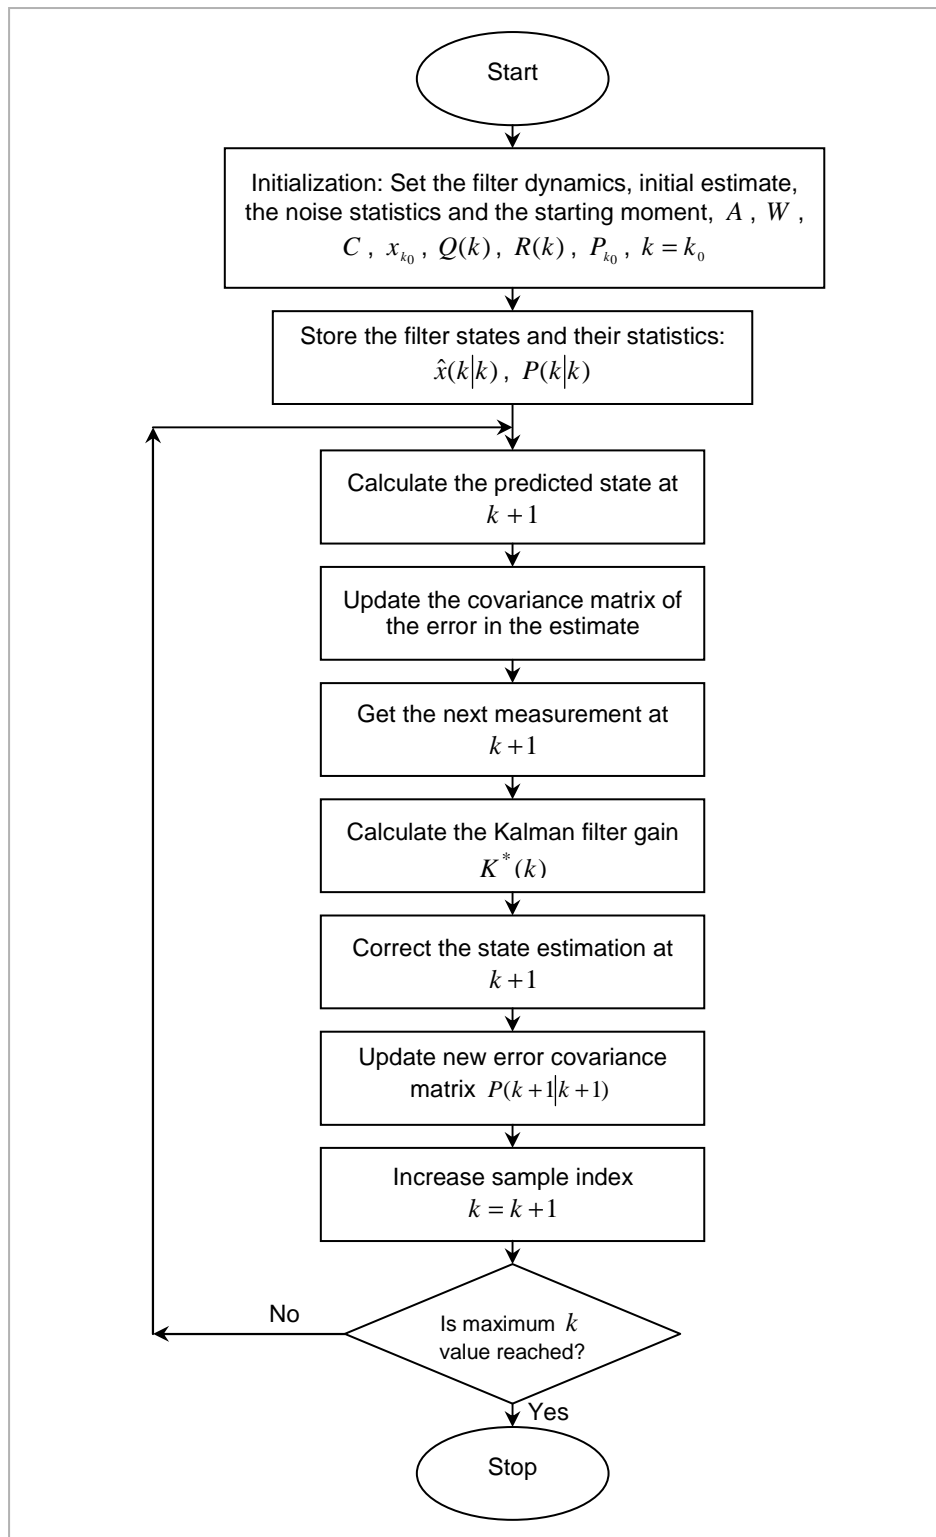 Start
Initialization: Set the filter dynamics, initial estimate,
the noise statistics and the starting moment, A , W ,
C , x_{k_0} , Q(k) , R(k) , P_{k_0} , k = k_0
Store the filter states and their statistics:
x̂(k|k) , P(k|k)
Calculate the predicted state at
k + 1
Update the covariance matrix of
the error in the estimate
Get the next measurement at
k + 1
Calculate the Kalman filter gain
K^*(k)
Correct the state estimation at
k + 1
Update new error covariance
matrix P(k + 1|k + 1)
Increase sample index
k = k + 1
No
Is maximum k
value reached?
Yes
Stop